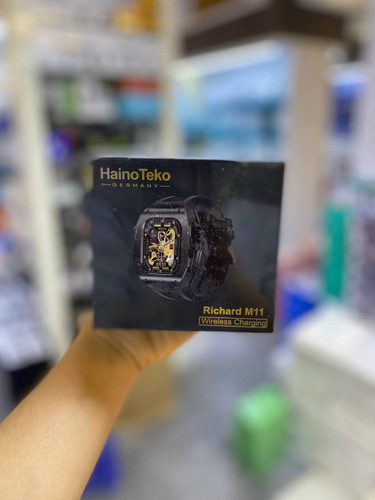 HainoTeko
GERMANY
Richard M11
Wireless Charging